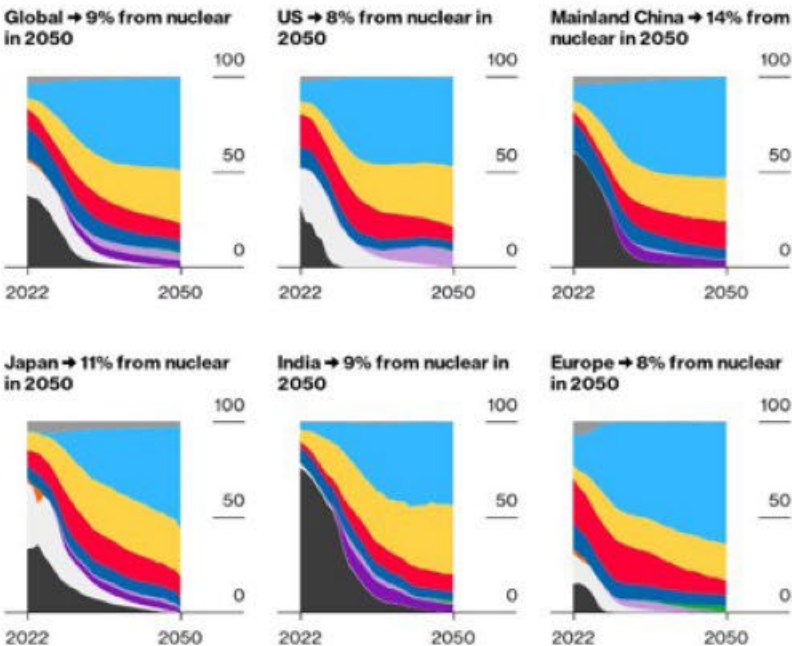 Global → 9% from nuclear
in 2050
100
50
0
2022 2050
US → 8% from nuclear in
2050
100
50
0
2022 2050
Mainland China → 14% from
nuclear in 2050
100
50
0
2022 2050
Japan → 11% from nuclear
in 2050
100
50
0
2022 2050
India → 9% from nuclear in
2050
100
50
0
2022 2050
Europe → 8% from nuclear
in 2050
100
50
0
2022 2050